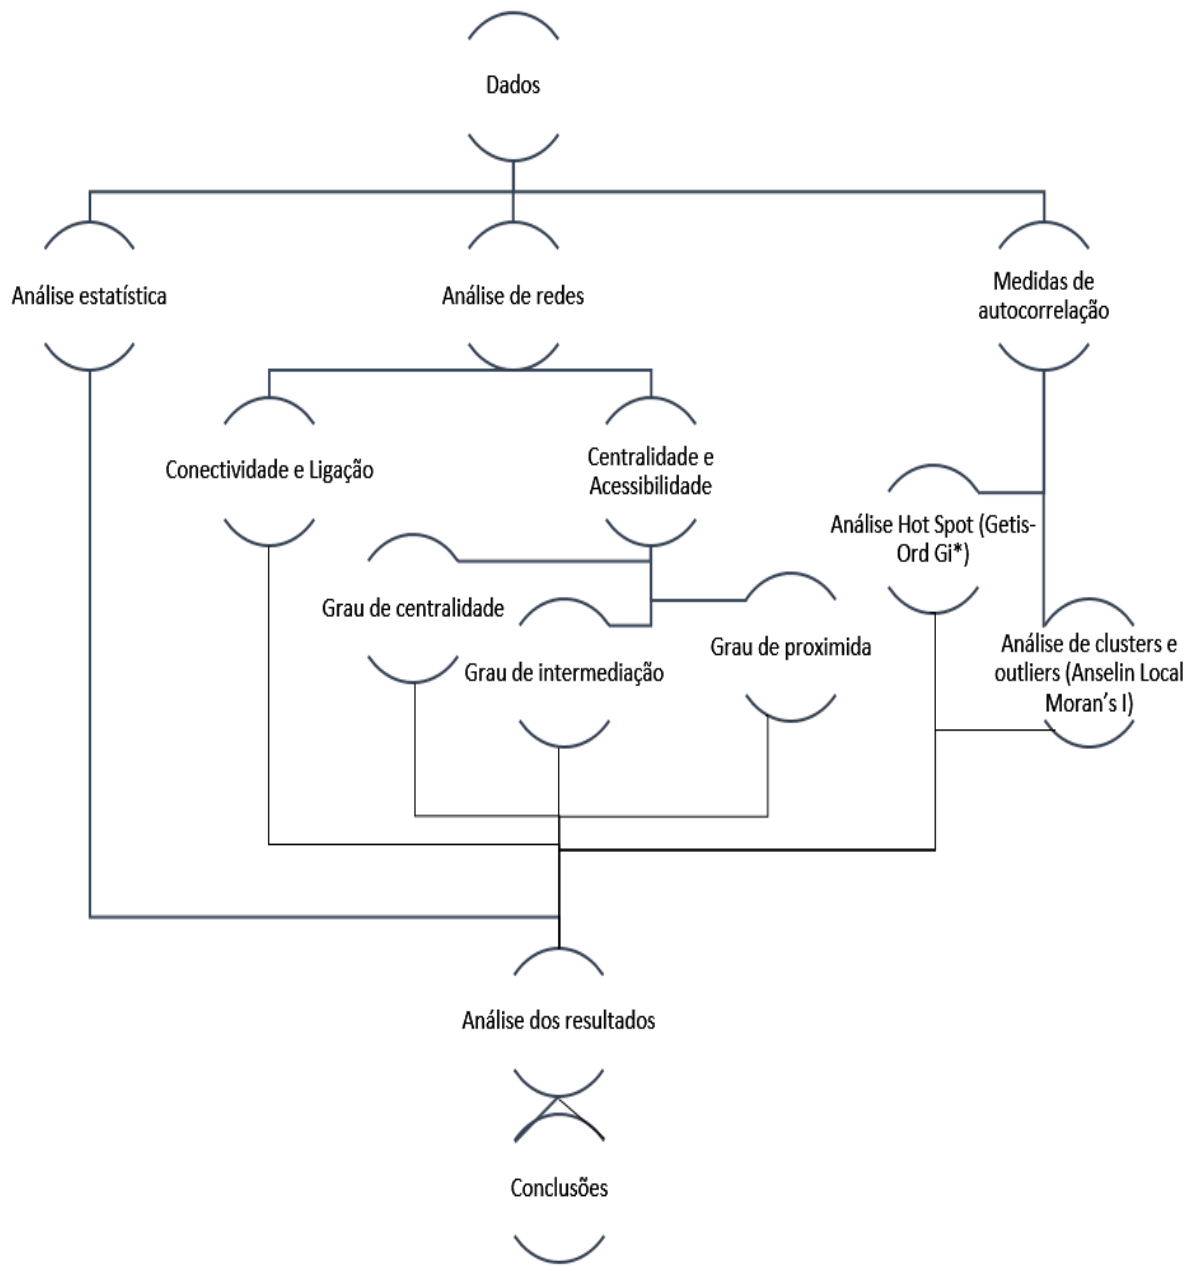 Dados
Análise estatística
Análise de redes
Medidas de
autocorrelação
Conectividade e Ligação
Centralidade e
Acessibilidade
Análise Hot Spot (Getis-
Ord Gi*)
Grau de centralidade
Grau de intermediação
Grau de proximida
Análise de clusters e
outliers (Anselin Local
Moran’s I)
Análise dos resultados
Conclusões